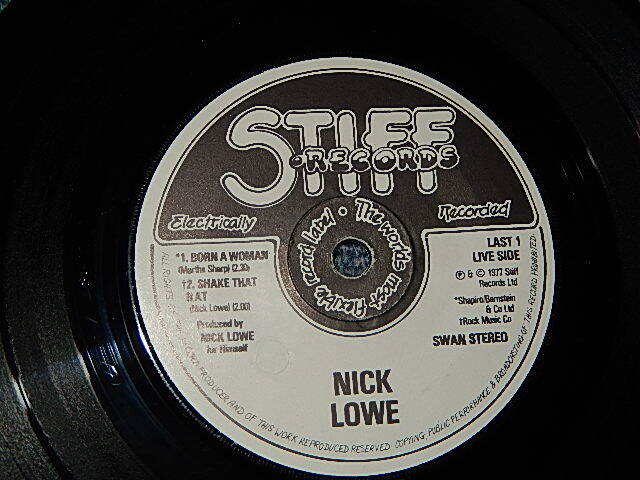 STIFF
·RECORDS·
Electrically
Recorded
The worlds most flexible record label ·
*1. BORN A WOMAN
(Martha Sharp) (2.30)
†2. SHAKE THAT
RAT
(Nick Lowe) (2.00)
Produced by
NICK LOWE
for Himself
LAST 1
LIVE SIDE
℗ & © 1977 Stiff
Records Ltd
*Shapiro/Bernstein
& Co Ltd
†Rock Music Co
SWAN STEREO
NICK
LOWE
ALL RIGHTS OF PRODUCER AND OF THIS WORK REPRODUCED RESERVED COPYING, PUBLIC PERFORMANCE & BROADCASTING OF THIS RECORD PROHIBITED